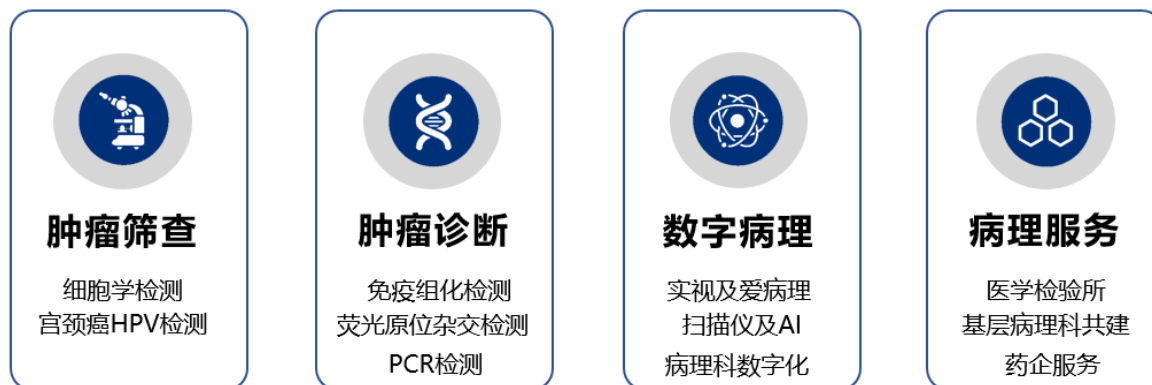 肿瘤筛查
细胞学检测
宫颈癌HPV检测
肿瘤诊断
免疫组化检测
荧光原位杂交检测
PCR检测
数字病理
实视及爱病理
扫描仪及AI
病理科数字化
病理服务
医学检验所
基层病理科共建
药企服务